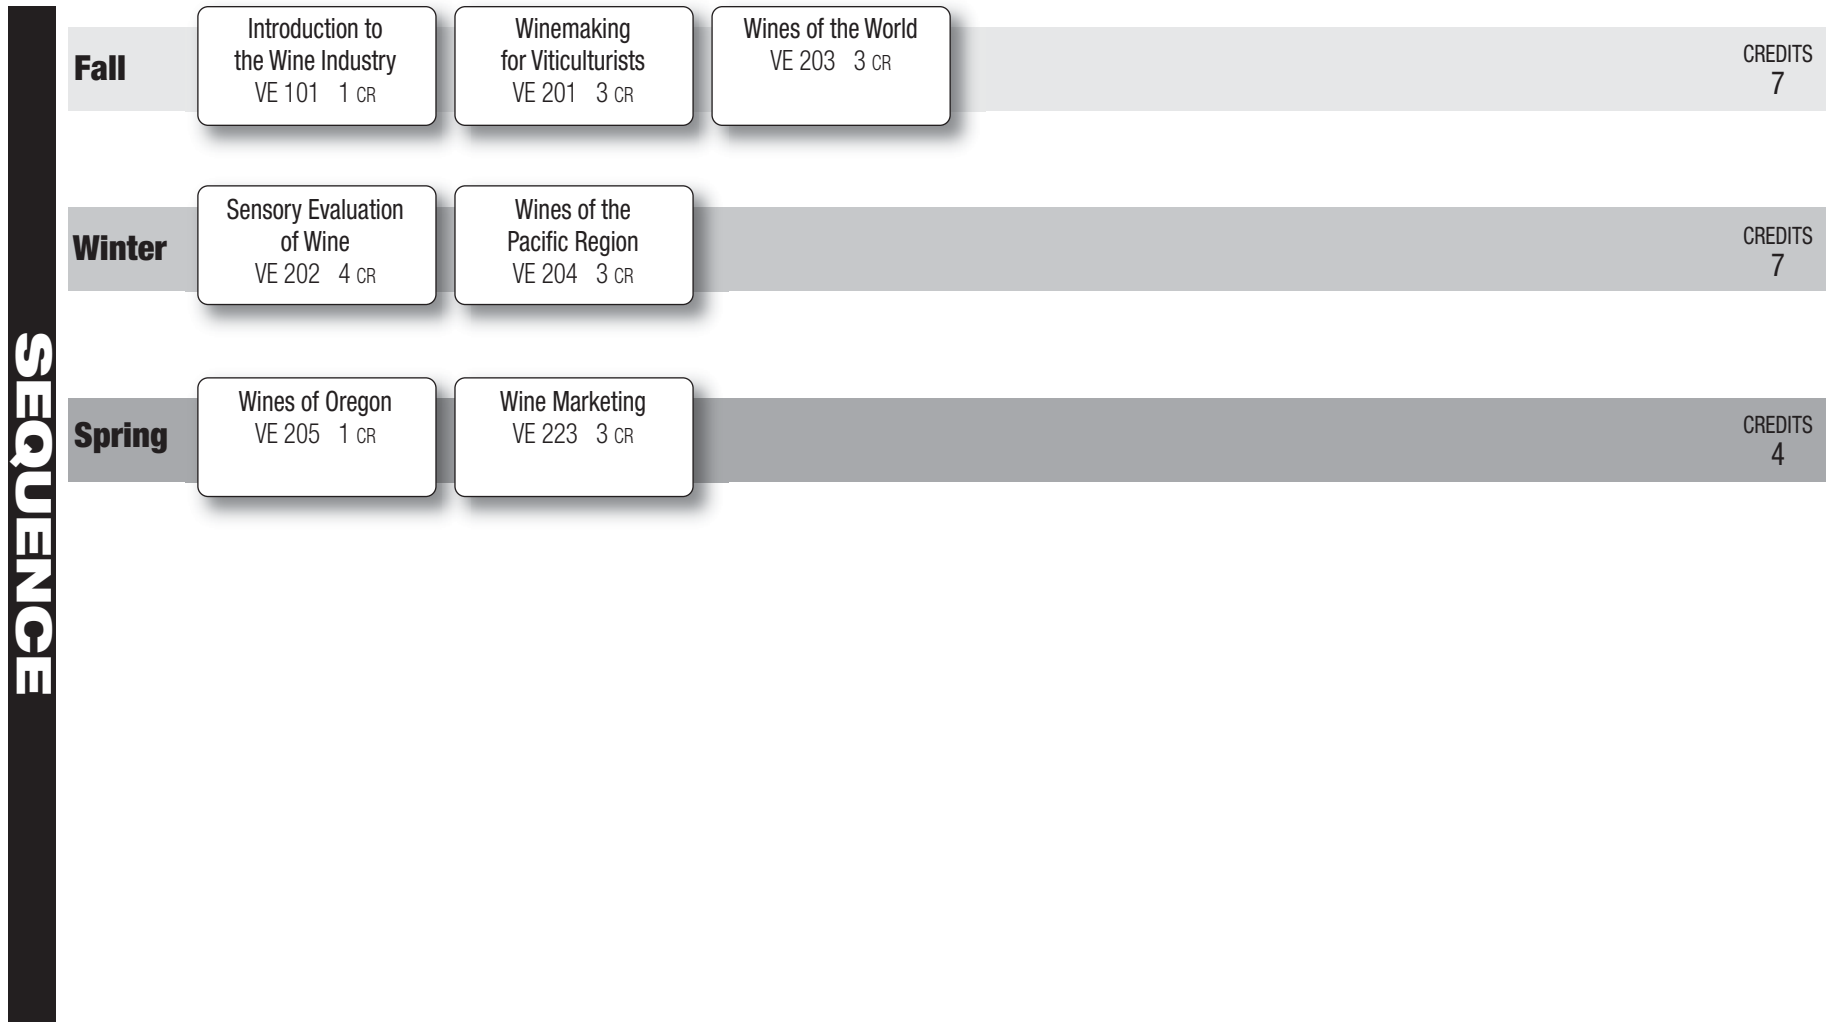 SEQUENCE
Fall
Introduction to
the Wine Industry
VE 101 1 CR
Winemaking
for Viticulturists
VE 201 3 CR
Wines of the World
VE 203 3 CR
CREDITS
7
Winter
Sensory Evaluation
of Wine
VE 202 4 CR
Wines of the
Pacific Region
VE 204 3 CR
CREDITS
7
Spring
Wines of Oregon
VE 205 1 CR
Wine Marketing
VE 223 3 CR
CREDITS
4